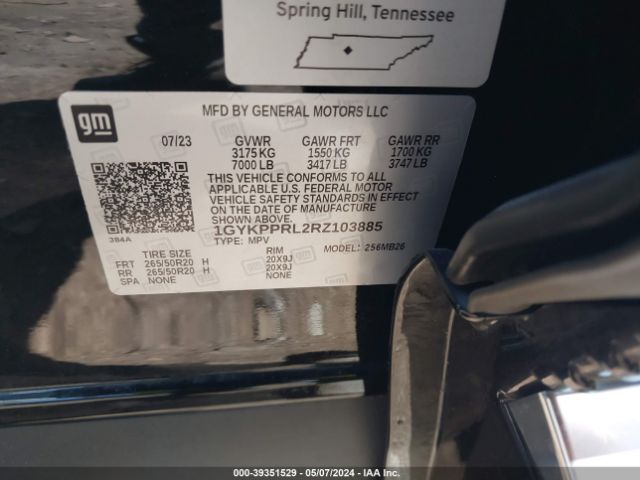 Spring Hill, Tennessee
gm
MFD BY GENERAL MOTORS LLC
07/23 GVWR GAWR FRT GAWR RR
3175 KG 1550 KG 1700 KG
7000 LB 3417 LB 3747 LB
THIS VEHICLE CONFORMS TO ALL
APPLICABLE U.S. FEDERAL MOTOR
VEHICLE SAFETY STANDARDS IN EFFECT
ON THE DATE OF MANUFACTURE
SHOWN ABOVE.
1GYKPPRL2RZ103885
TYPE: MPV MODEL: 256MB26
3B4A
TIRE SIZE RIM
FRT 265/50R20 H 20X9J
RR 265/50R20 H 20X9J
SPA NONE NONE
000-39351529 - 05/07/2024 - IAA Inc.